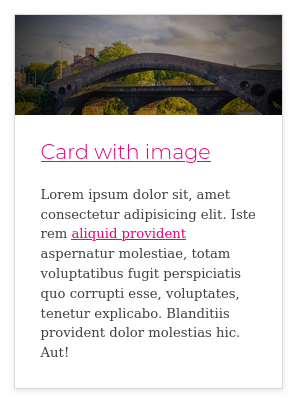 Card with image
Lorem ipsum dolor sit, amet
consectetur adipisicing elit. Iste
rem aliquid provident
aspernatur molestiae, totam
voluptatibus fugit perspiciatis
quo corrupti esse, voluptates,
tenetur explicabo. Blanditiis
provident dolor molestias hic.
Aut!